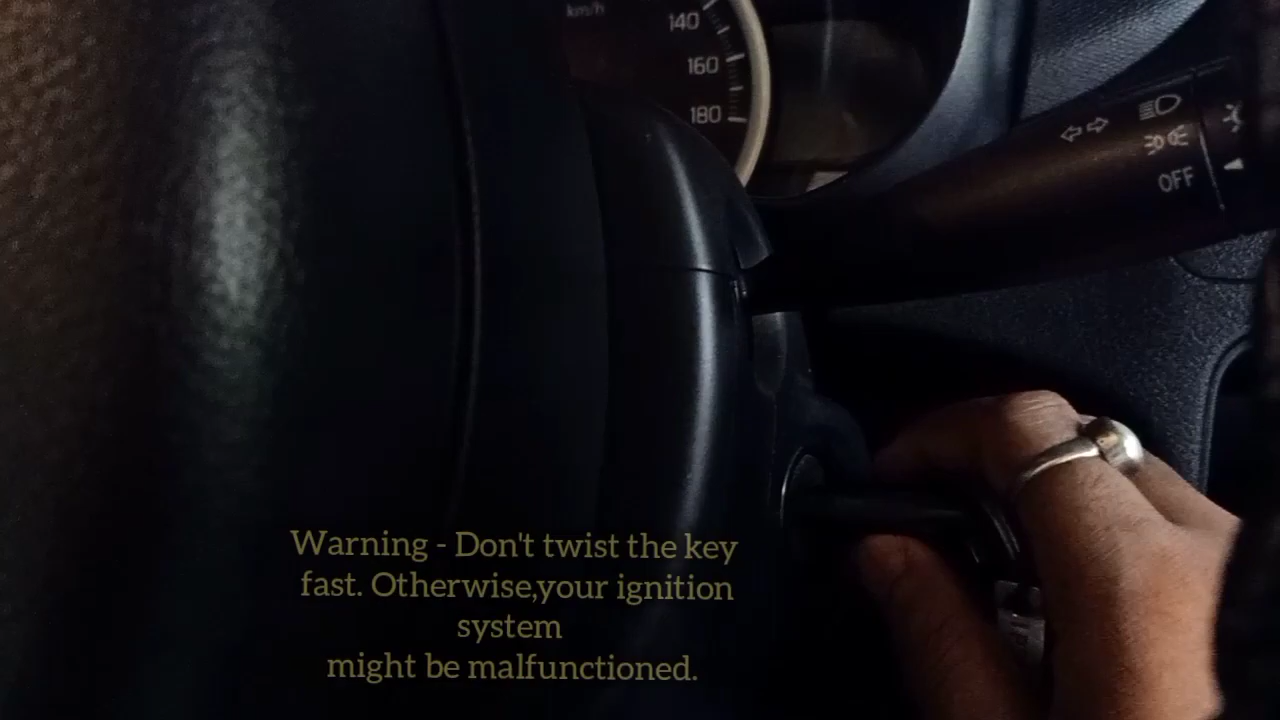 km/h
140
160
180
OFF
Warning - Don't twist the key
fast. Otherwise,your ignition
system
might be malfunctioned.